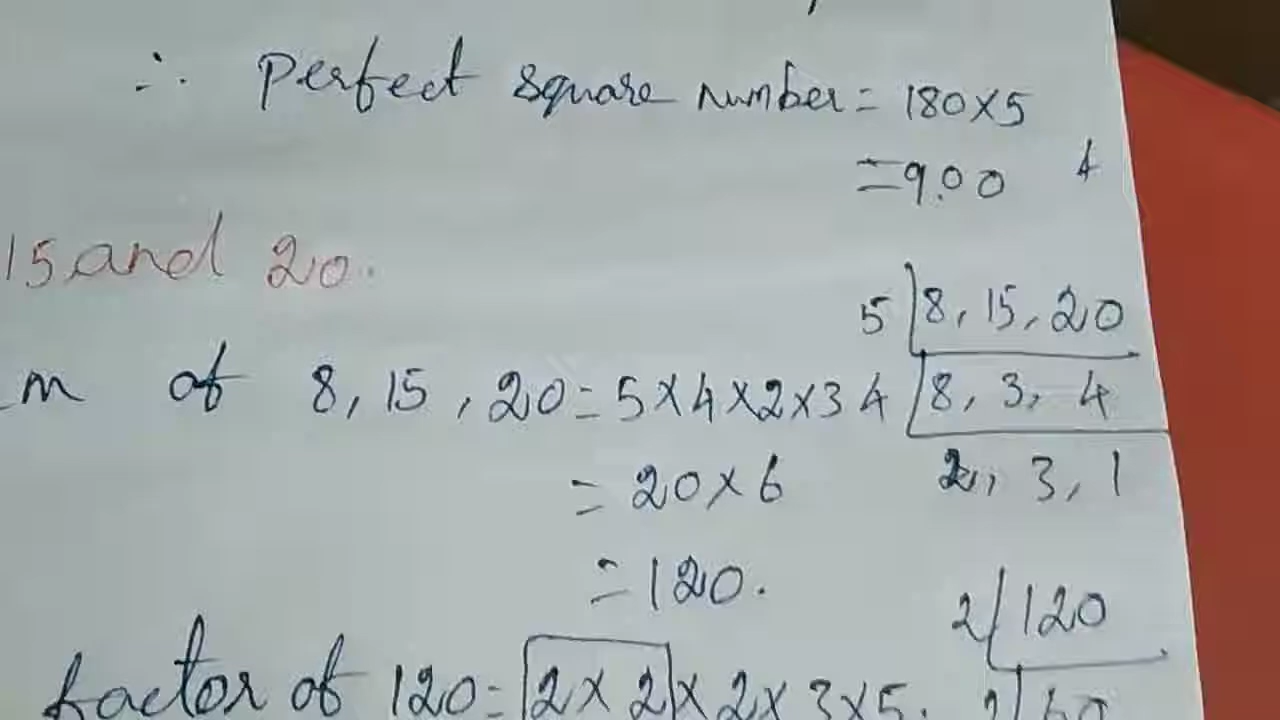 ∴ Perfect square number = 180×5
= 900
15 and 20.
5 | 8, 15, 20
m of 8, 15, 20 = 5×4×2×3
4 | 8, 3, 4
= 20×6
2, 3, 1
= 120.
2 | 120
factor of 120 = 2×2×2×3×5.
2 | 60